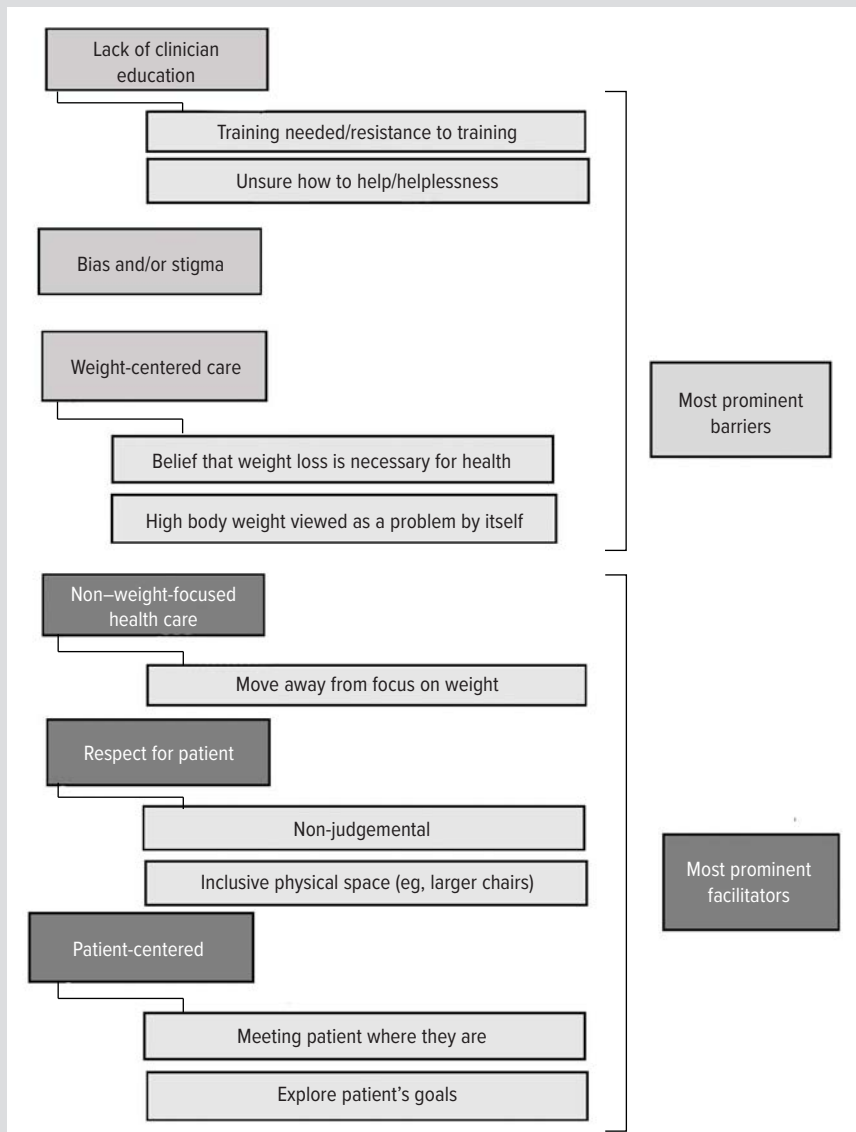 Lack of clinician
education
Training needed/resistance to training
Unsure how to help/helplessness
Bias and/or stigma
Weight-centered care
Belief that weight loss is necessary for health
High body weight viewed as a problem by itself
Most prominent
barriers
Non–weight-focused
health care
Move away from focus on weight
Respect for patient
Non-judgemental
Inclusive physical space (eg, larger chairs)
Patient-centered
Meeting patient where they are
Explore patient’s goals
Most prominent
facilitators